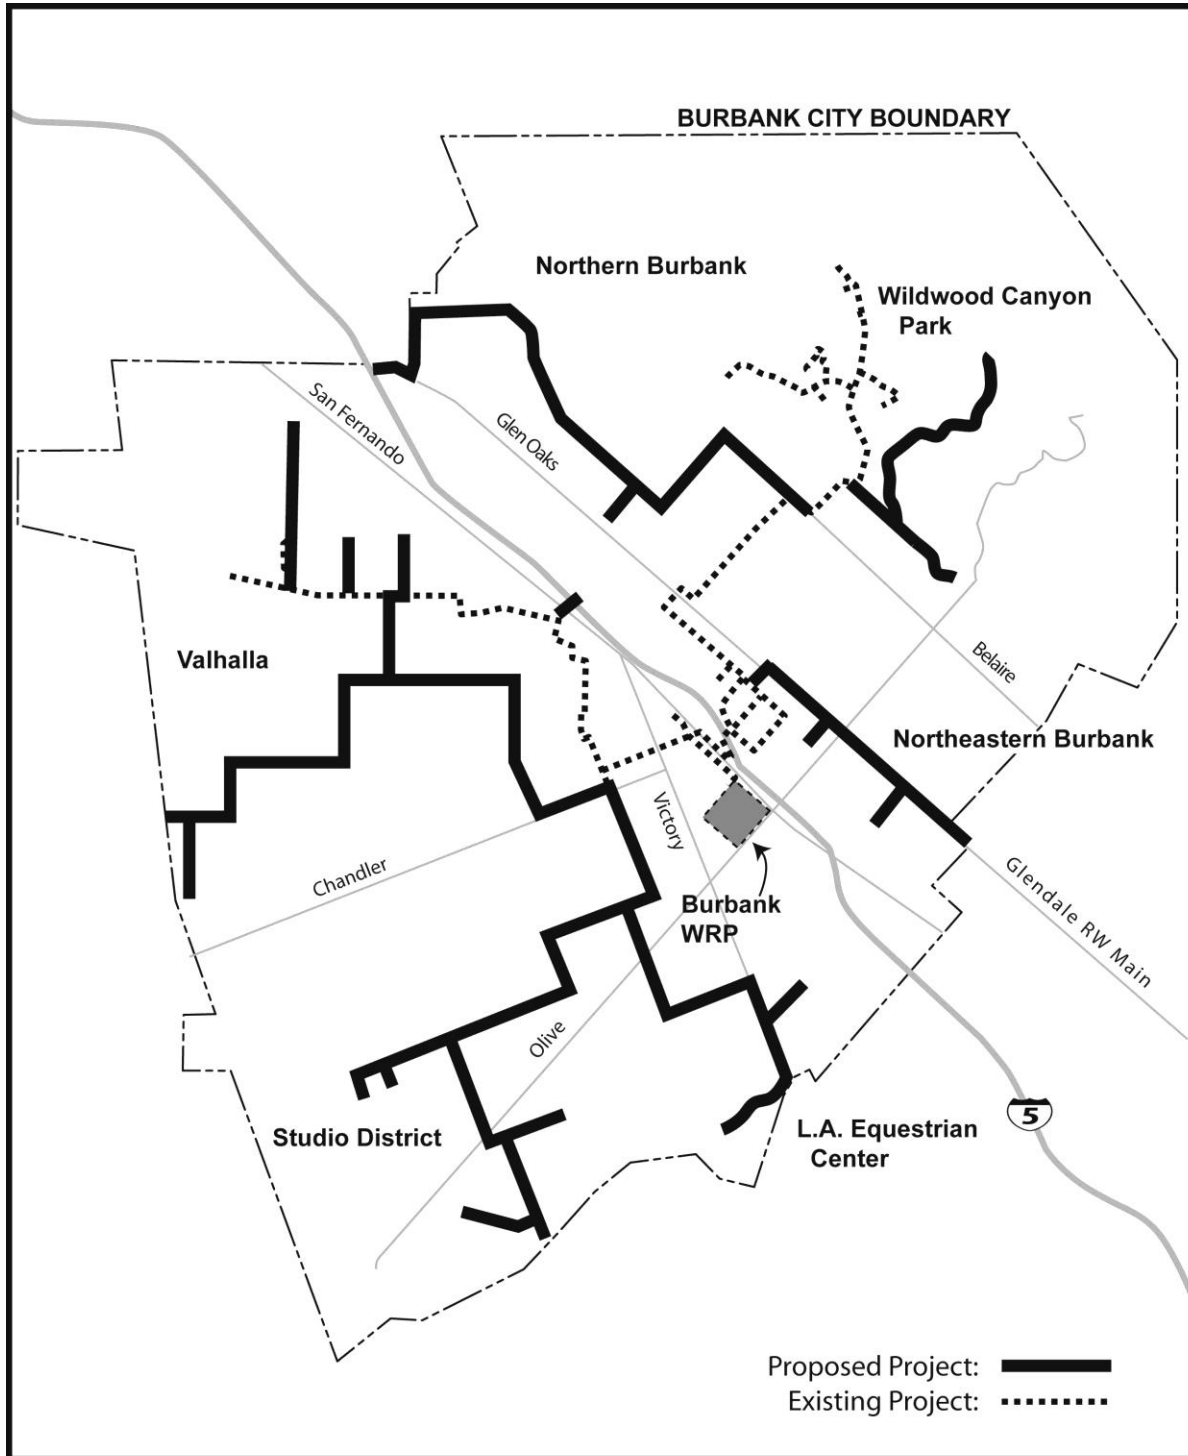 BURBANK CITY BOUNDARY
Northern Burbank
Wildwood Canyon
Park
San Fernando
Glen Oaks
Valhalla
Belaire
Northeastern Burbank
Victory
Chandler
Burbank
WRP
Glendale RW Main
Olive
5
Studio District
L.A. Equestrian
Center
Proposed Project:
Existing Project: